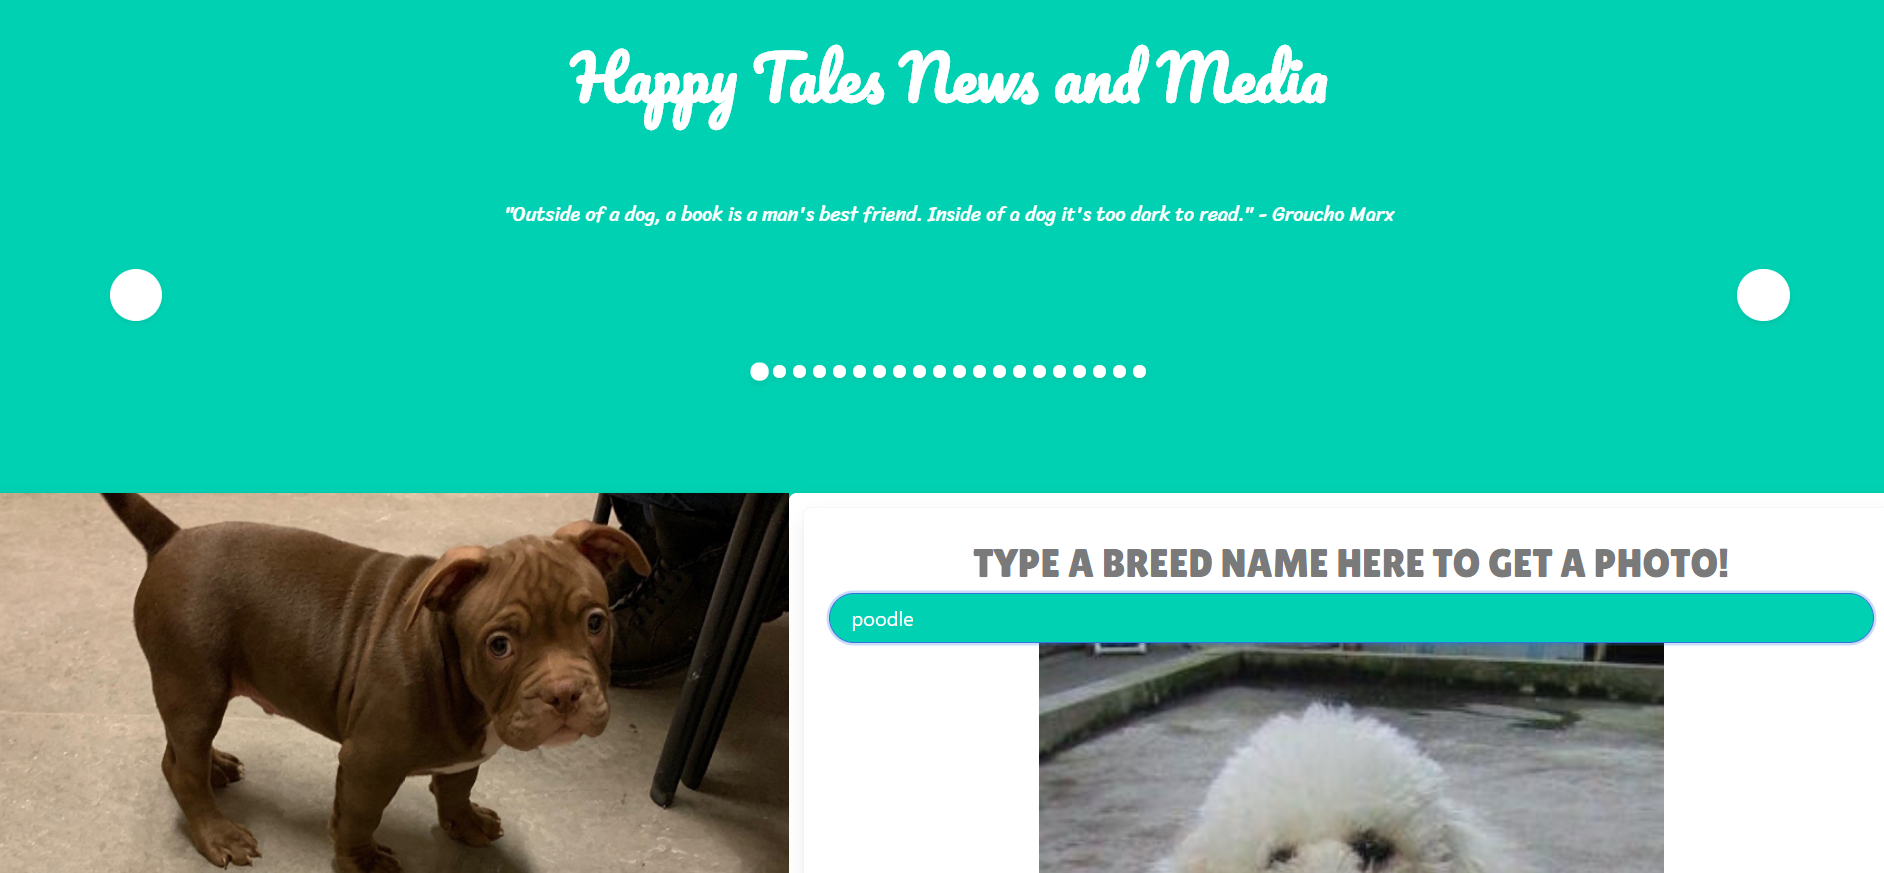 Happy Tales News and Media
"Outside of a dog, a book is a man's best friend. Inside of a dog it's too dark to read." - Groucho Marx
TYPE A BREED NAME HERE TO GET A PHOTO!
poodle